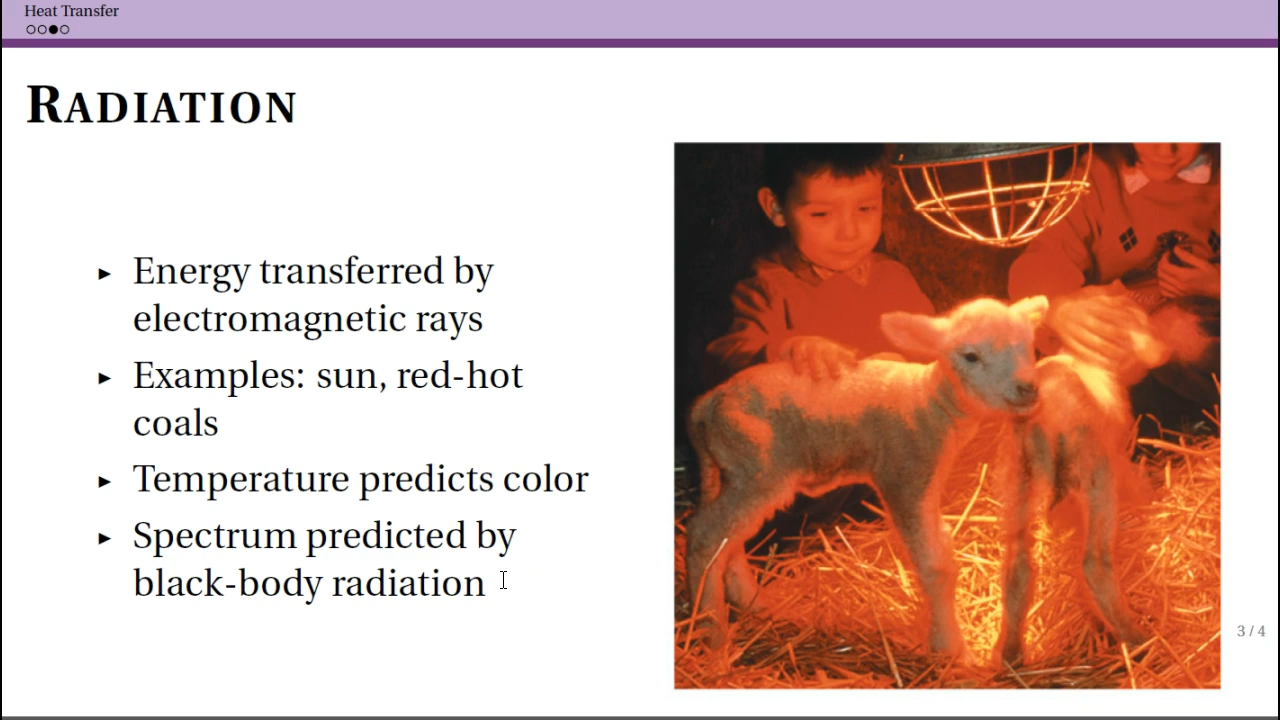 Heat Transfer
RADIATION
▸ Energy transferred by
electromagnetic rays
▸ Examples: sun, red-hot
coals
▸ Temperature predicts color
▸ Spectrum predicted by
black-body radiation
3 / 4